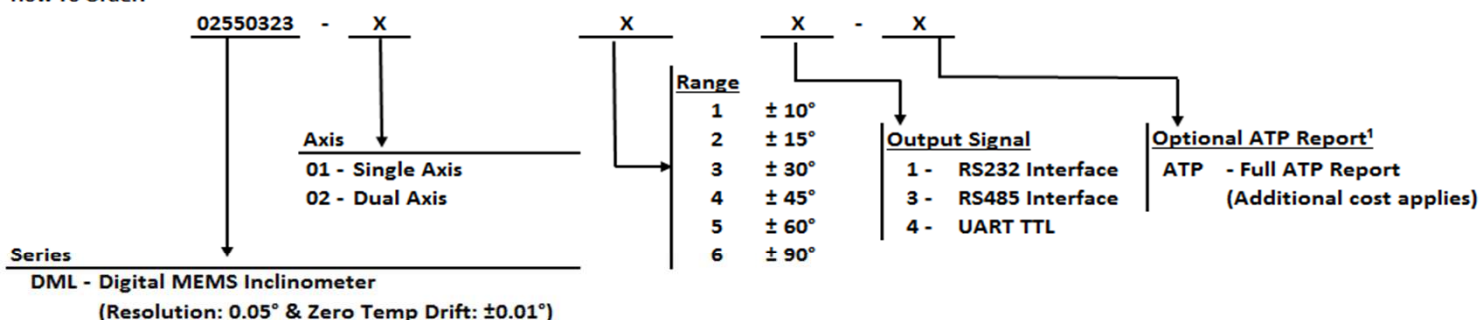 02550323 - X X X - X
Range
1 ± 10°
2 ± 15°
3 ± 30°
4 ± 45°
5 ± 60°
6 ± 90°
Axis
01 - Single Axis
02 - Dual Axis
Output Signal
1 - RS232 Interface
3 - RS485 Interface
4 - UART TTL
Optional ATP Report¹
ATP - Full ATP Report
(Additional cost applies)
Series
DML - Digital MEMS Inclinometer
(Resolution: 0.05° & Zero Temp Drift: ±0.01°)